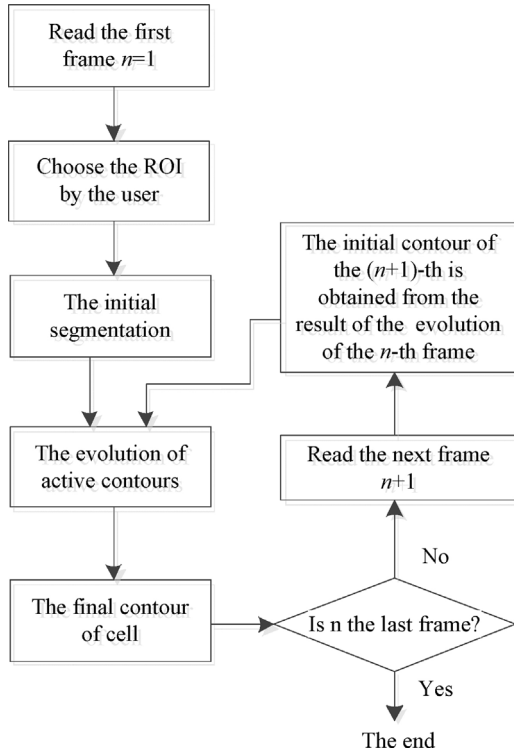 Read the first
frame n=1
Choose the ROI
by the user
The initial
segmentation
The evolution of
active contours
The final contour
of cell
Is n the last frame?
No
Read the next frame
n+1
The initial contour of
the (n+1)-th is
obtained from the
result of the evolution
of the n-th frame
Yes
The end